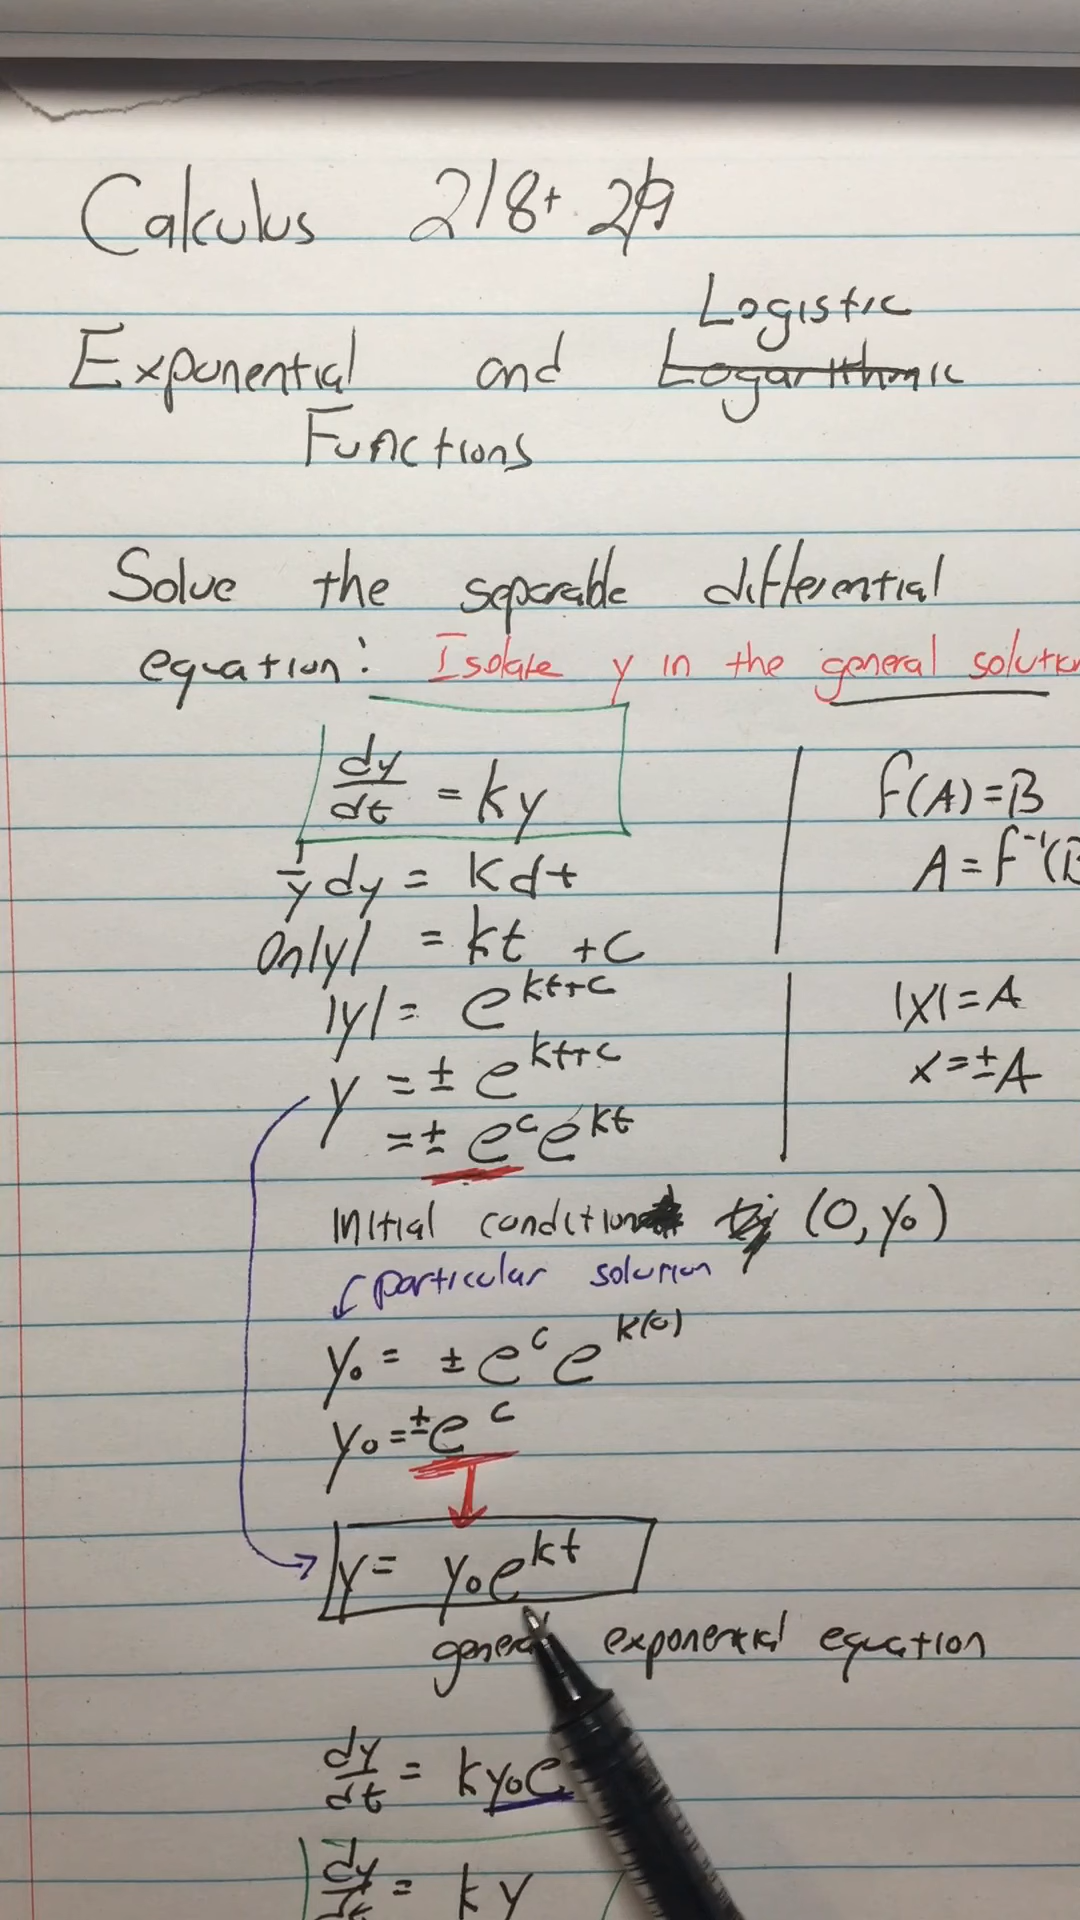 Calculus 2/8+ 2/9
Logistic
Exponential and Logarithmic
Functions
Solve the separable differential
equation: Isolate y in the general solution
dy/dt = ky
1/y dy = k dt
ln|y| = kt + C
|y| = e^(kt+c)
y = ± e^(kt+c)
= ± e^c e^(kt)
f(A) = B
A = f⁻¹(B
|x| = A
x = ± A
Initial condition (0, y₀)
particular solution
y₀ = ± e^c e^(k(0))
y₀ = ± e^c
y = y₀e^(kt)
general exponential equation
dy/dt = ky₀e
dy/dt = ky